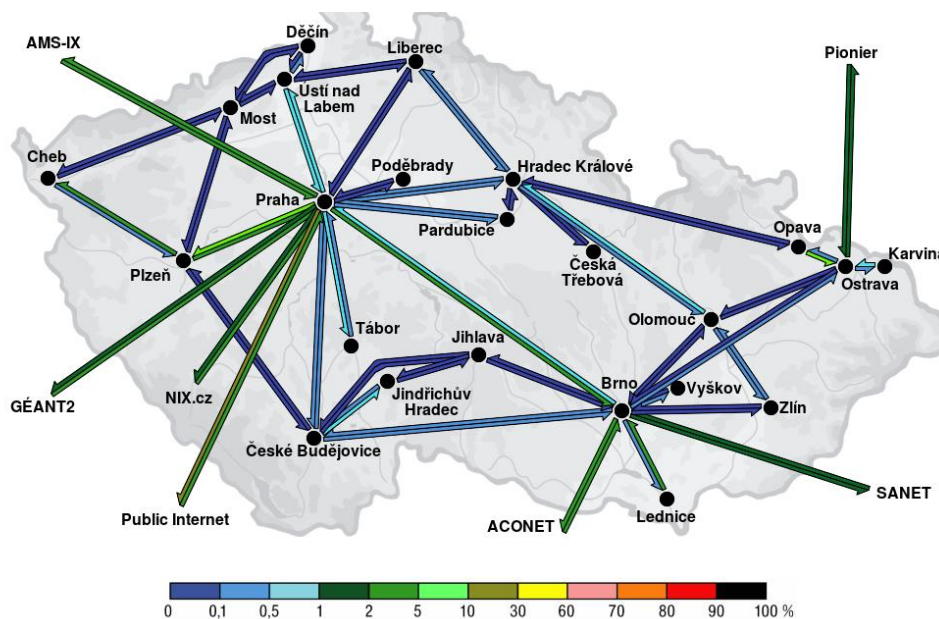 Děčín
AMS-IX
Liberec
Pionier
Ústí nad
Labem
Most
Cheb
Poděbrady
Hradec Králové
Praha
Pardubice
Opava
Karvina
Plzeň
Česká
Třebová
Ostrava
Olomouc
Tábor
Jihlava
GÉANT2
NIX.cz
Jindřichův
Hradec
Brno
Vyškov
Zlín
České Budějovice
SANET
Public Internet
ACONET
Lednice
0 0,1 0,5 1 2 5 10 30 60 70 80 90 100 %